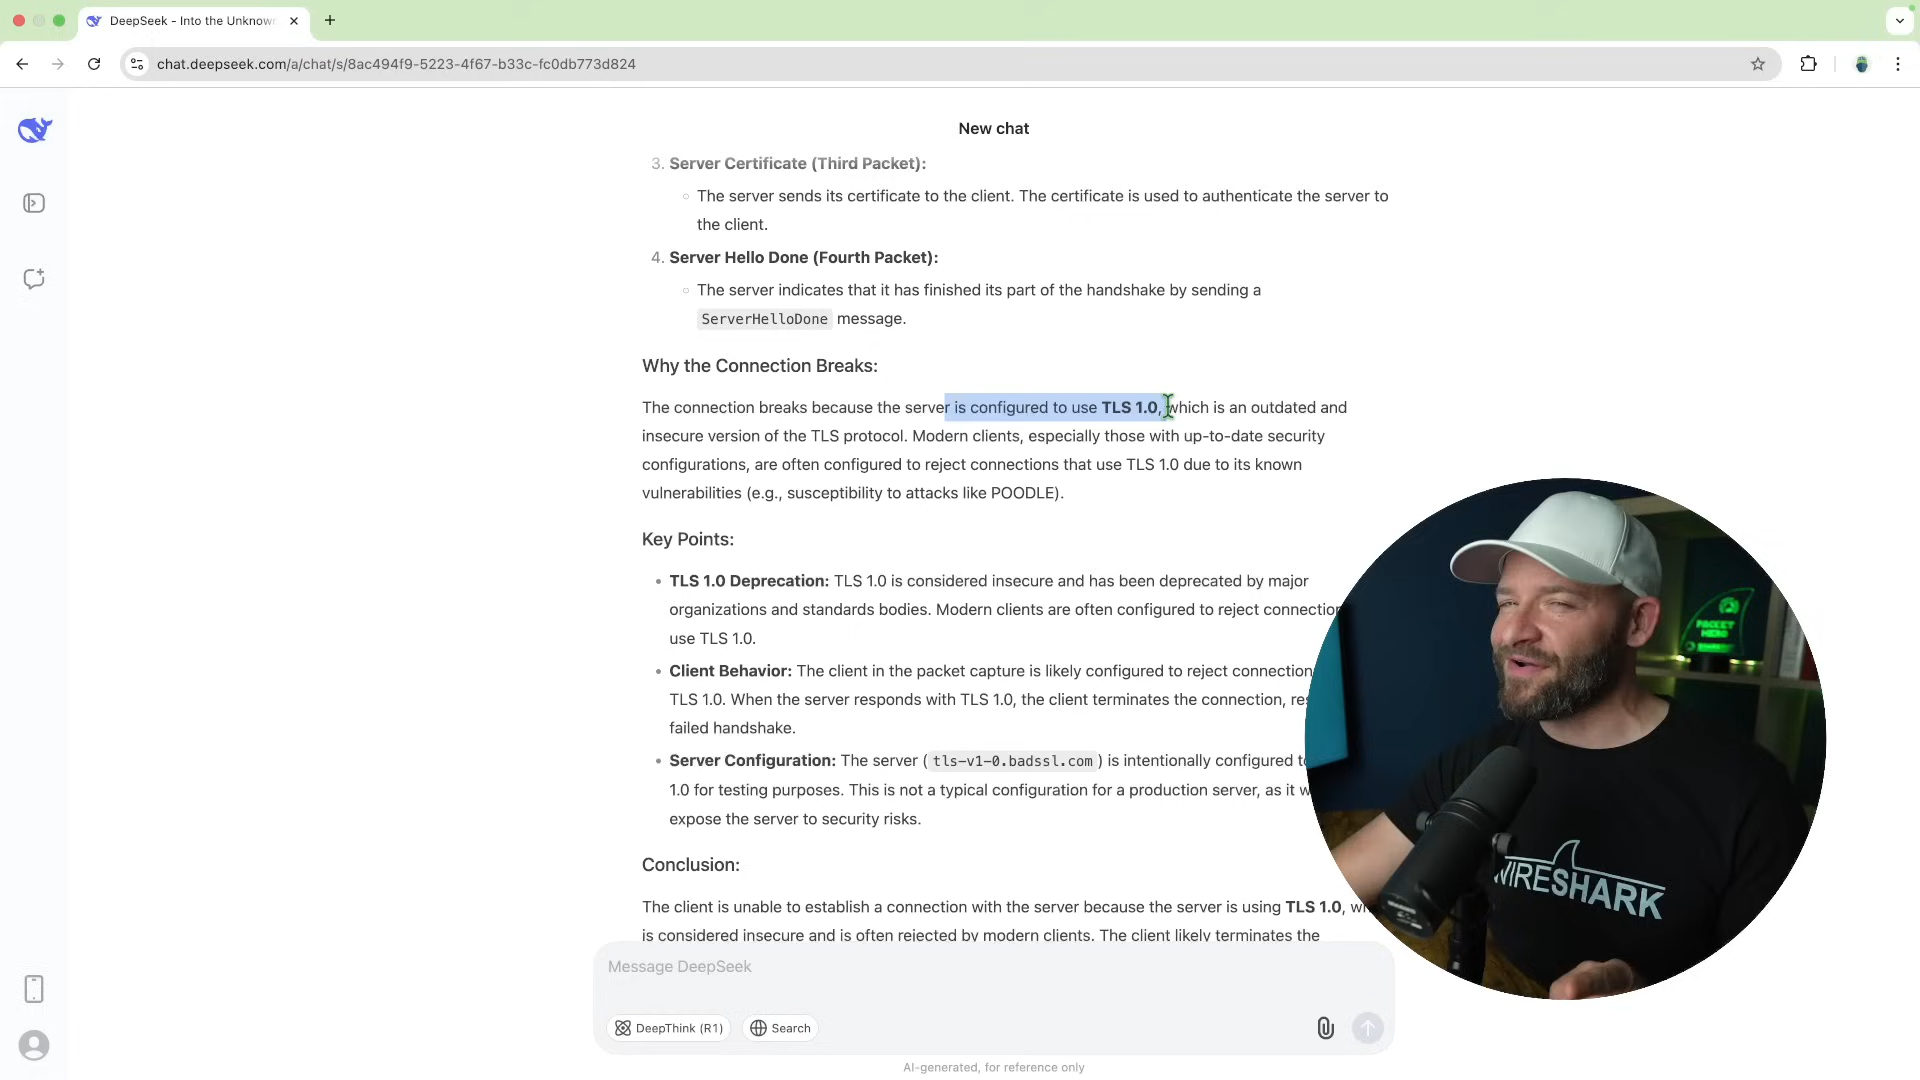 DeepSeek - Into the Unknown
chat.deepseek.com/a/chat/s/8ac494f9-5223-4f67-b33c-fc0db773d824
New chat
3. Server Certificate (Third Packet):
The server sends its certificate to the client. The certificate is used to authenticate the server to
the client.
4. Server Hello Done (Fourth Packet):
The server indicates that it has finished its part of the handshake by sending a
ServerHelloDone message.
Why the Connection Breaks:
The connection breaks because the server is configured to use TLS 1.0, which is an outdated and
insecure version of the TLS protocol. Modern clients, especially those with up-to-date security
configurations, are often configured to reject connections that use TLS 1.0 due to its known
vulnerabilities (e.g., susceptibility to attacks like POODLE).
Key Points:
• TLS 1.0 Deprecation: TLS 1.0 is considered insecure and has been deprecated by major
organizations and standards bodies. Modern clients are often configured to reject connection
use TLS 1.0.
• Client Behavior: The client in the packet capture is likely configured to reject connection
TLS 1.0. When the server responds with TLS 1.0, the client terminates the connection, res
failed handshake.
• Server Configuration: The server ( tls-v1-0.badssl.com ) is intentionally configured to
1.0 for testing purposes. This is not a typical configuration for a production server, as it w
expose the server to security risks.
Conclusion:
The client is unable to establish a connection with the server because the server is using TLS 1.0, w
is considered insecure and is often rejected by modern clients. The client likely terminates the
Message DeepSeek
DeepThink (R1)
Search
AI-generated, for reference only
PACKET
HERO
WIRESHARK